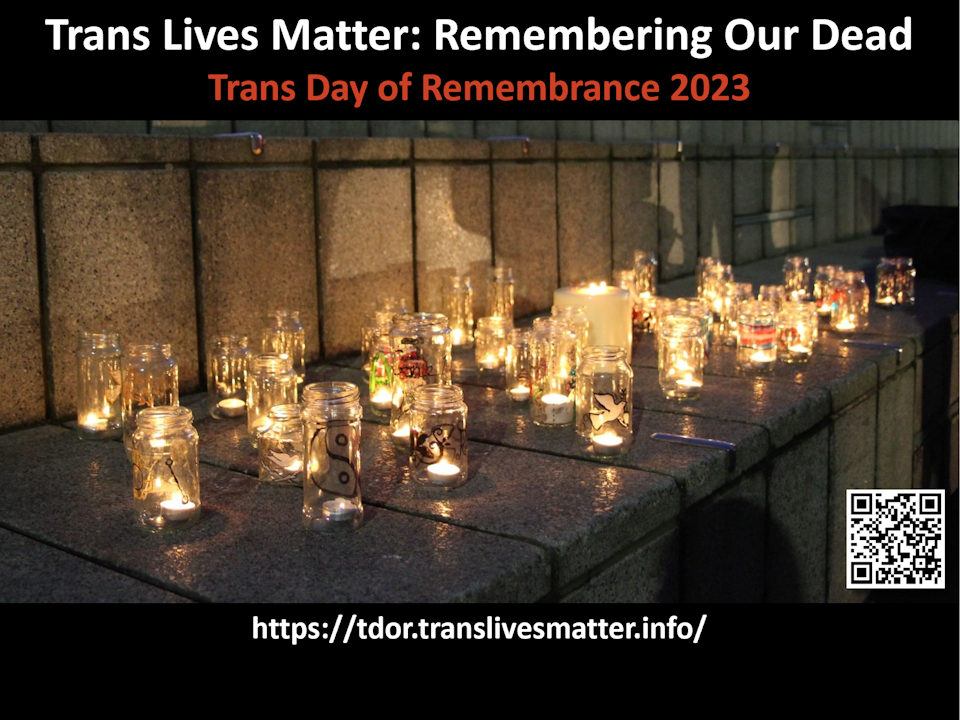 Trans Lives Matter: Remembering Our Dead
Trans Day of Remembrance 2023
https://tdor.translivesmatter.info/